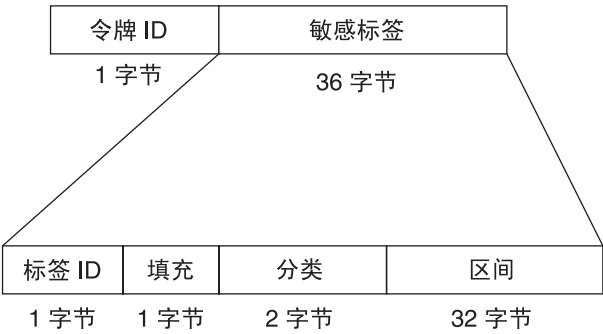 令牌 ID 敏感标签
1 字节 36 字节
标签 ID 填充 分类 区间
1 字节 1 字节 2 字节 32 字节